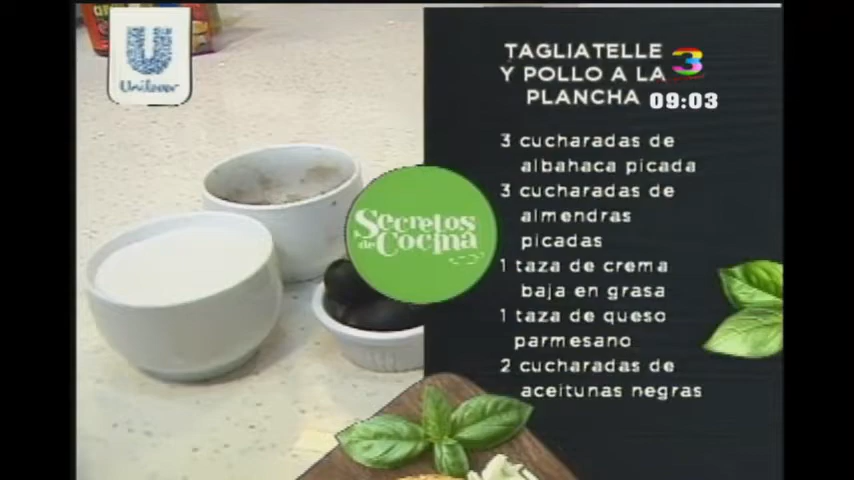 Unilever
TAGLIATELLE
Y POLLO A LA
PLANCHA
3
09:03
3 cucharadas de
albahaca picada
3 cucharadas de
almendras
picadas
1 taza de crema
baja en grasa
1 taza de queso
parmesano
2 cucharadas de
aceitunas negras
Secretos
de Cocina